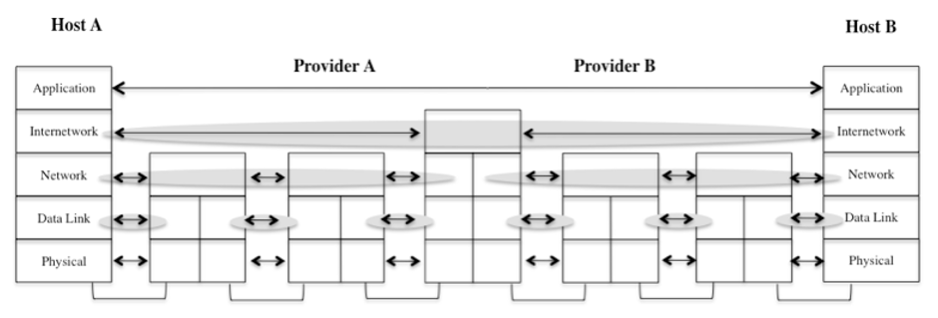 Host A
Host B
Provider A
Provider B
Application
Application
Internetwork
Internetwork
Network
Network
Data Link
Data Link
Physical
Physical